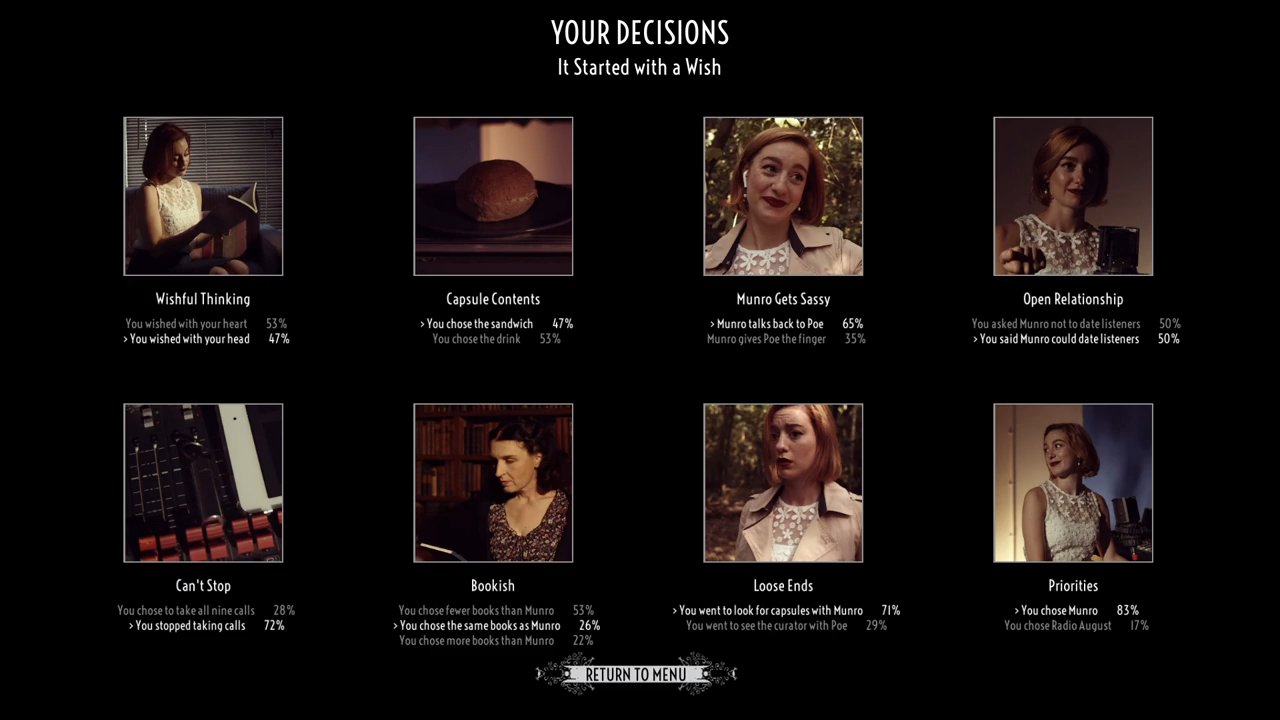 YOUR DECISIONS
It Started with a Wish
Wishful Thinking
You wished with your heart 53%
> You wished with your head 47%
Capsule Contents
> You chose the sandwich 47%
You chose the drink 53%
Munro Gets Sassy
> Munro talks back to Poe 65%
Munro gives Poe the finger 35%
Open Relationship
You asked Munro not to date listeners 50%
> You said Munro could date listeners 50%
Can't Stop
You chose to take all nine calls 28%
> You stopped taking calls 72%
Bookish
You chose fewer books than Munro 53%
> You chose the same books as Munro 26%
You chose more books than Munro 22%
Loose Ends
> You went to look for capsules with Munro 71%
You went to see the curator with Poe 29%
Priorities
> You chose Munro 83%
You chose Radio August 17%
RETURN TO MENU